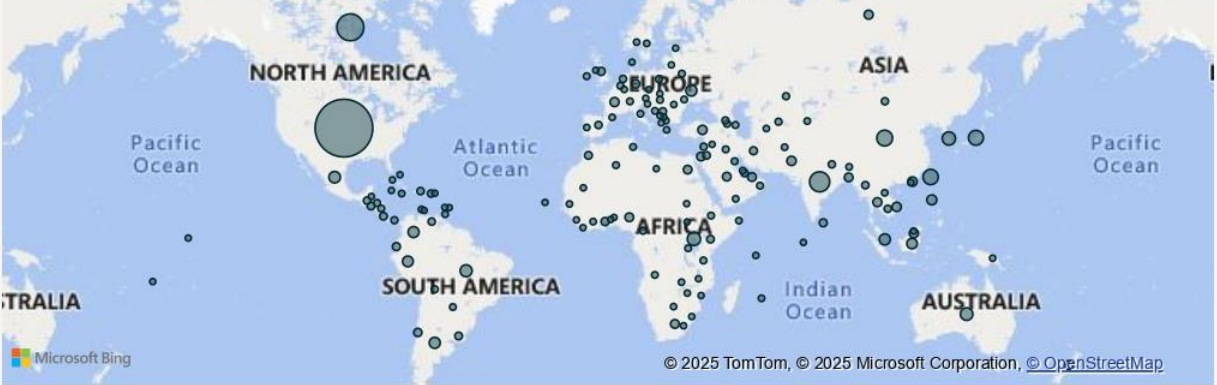 NORTH AMERICA
ASIA
EUROPE
Pacific
Ocean
Atlantic
Ocean
Pacific
Ocean
AFRICA
SOUTH AMERICA
Indian
Ocean
STRALIA
AUSTRALIA
Microsoft Bing
© 2025 TomTom, © 2025 Microsoft Corporation, © OpenStreetMap